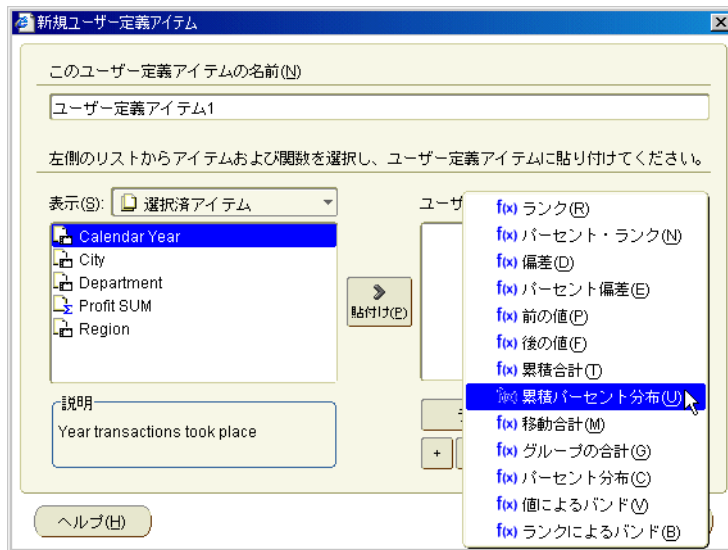 新規ユーザー定義アイテム
このユーザー定義アイテムの名前(N)
ユーザー定義アイテム1
左側のリストからアイテムおよび関数を選択し、ユーザー定義アイテムに貼り付けてください。
表示(S): 選択済アイテム
Calendar Year
City
Department
Profit SUM
Region
貼付け(P)
説明
Year transactions took place
ユーザ
+
f(x) ランク(R)
f(x) パーセント・ランク(N)
f(x) 偏差(D)
f(x) パーセント偏差(E)
f(x) 前の値(P)
f(x) 後の値(F)
f(x) 累積合計(T)
f(x) 累積パーセント分布(U)
f(x) 移動合計(M)
f(x) グループの合計(G)
f(x) パーセント分布(C)
f(x) 値によるバンド(V)
f(x) ランクによるバンド(B)
ヘルプ(H)